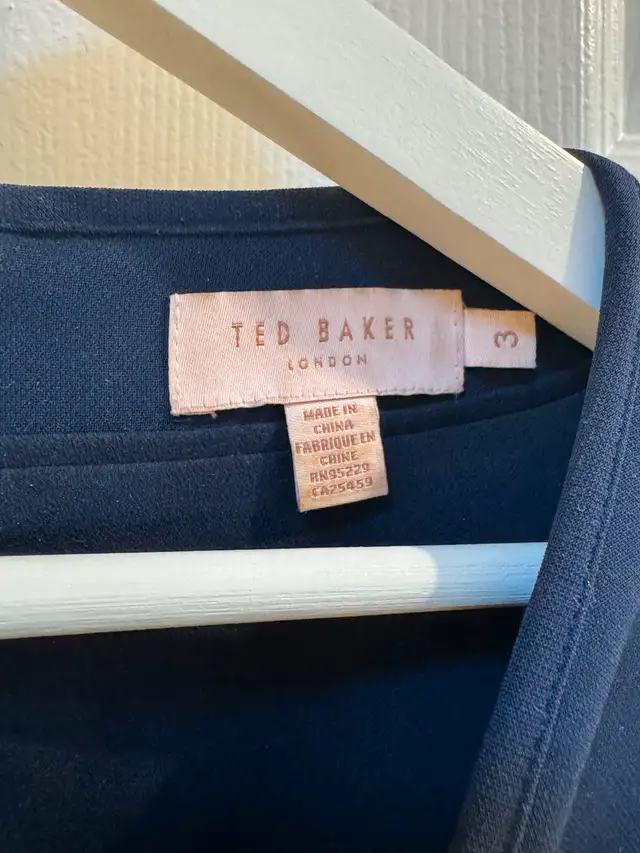 TED BAKER
LONDON
3
MADE IN
CHINA
FABRIQUE EN
CHINE
RN95229
CA25459